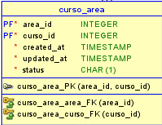 curso_area
PF* area_id INTEGER
PF* curso_id INTEGER
* created_at TIMESTAMP
* updated_at TIMESTAMP
* status CHAR (1)
curso_area_PK (area_id, curso_id)
curso_area_area_FK (area_id)
curso_area_curso_FK (curso_id)